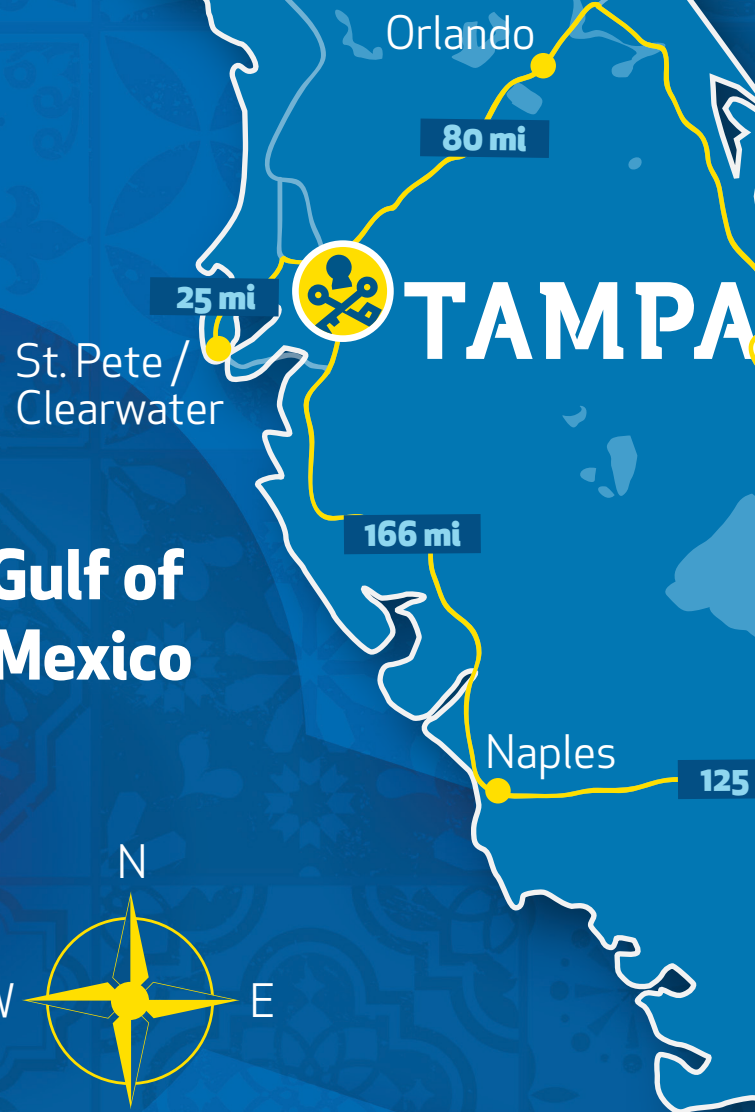 Orlando
80 mi
25 mi
TAMPA
St. Pete /
Clearwater
166 mi
Gulf of
Mexico
Naples
125
N
W
E